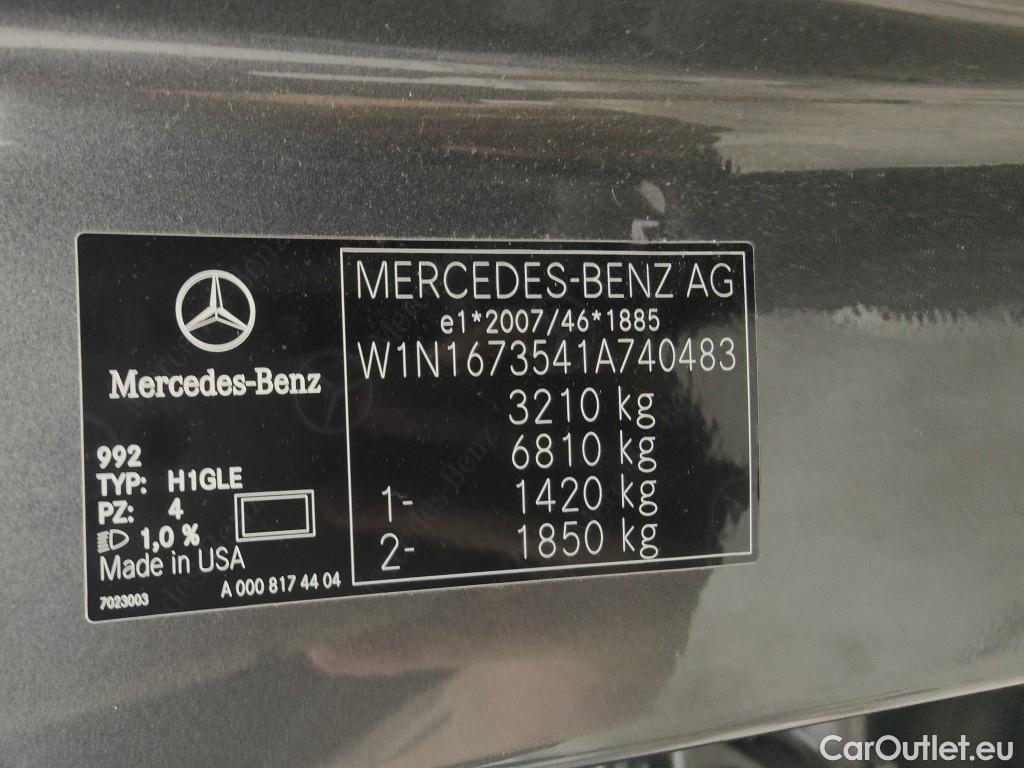 Mercedes-Benz
992
TYP: H1GLE
PZ: 4
1,0 %
Made in USA
7023003
A 000 817 44 04
MERCEDES-BENZ AG
e1*2007/46*1885
W1N1673541A740483
3210 kg
6810 kg
1- 1420 kg
2- 1850 kg
CarOutlet.eu